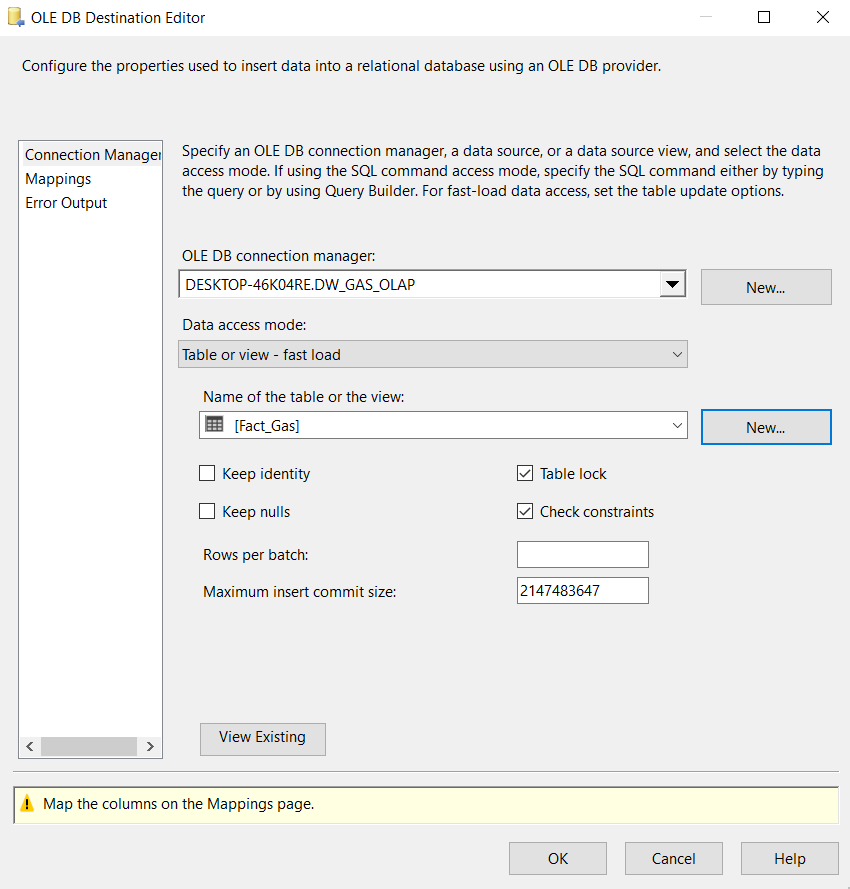 OLE DB Destination Editor
Configure the properties used to insert data into a relational database using an OLE DB provider.
Connection Manager
Mappings
Error Output
Specify an OLE DB connection manager, a data source, or a data source view, and select the data
access mode. If using the SQL command access mode, specify the SQL command either by typing
the query or by using Query Builder. For fast-load data access, set the table update options.
OLE DB connection manager:
DESKTOP-46K04RE.DW_GAS_OLAP
New...
Data access mode:
Table or view - fast load
Name of the table or the view:
[Fact_Gas]
New...
Keep identity
Table lock
Keep nulls
Check constraints
Rows per batch:
Maximum insert commit size:
2147483647
View Existing
Map the columns on the Mappings page.
OK
Cancel
Help